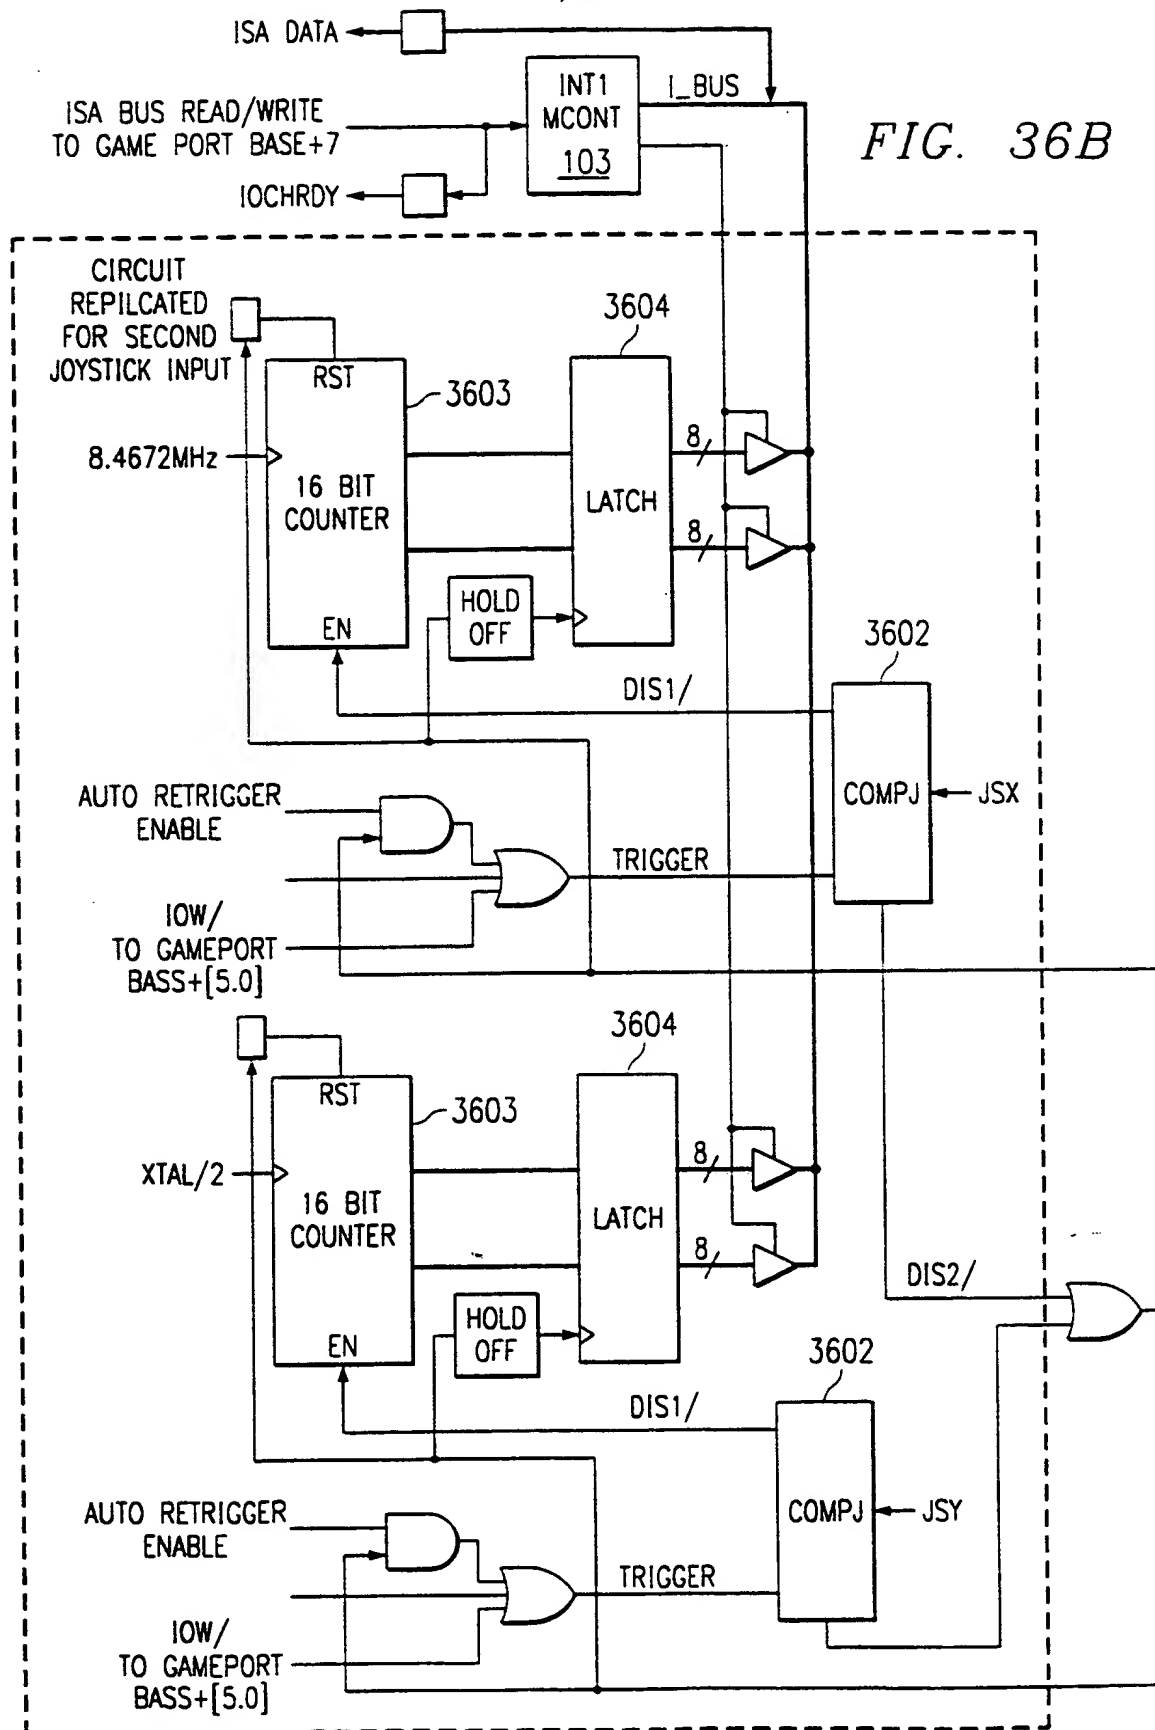 ISA DATA
INT1
MCONT
103
I_BUS
ISA BUS READ/WRITE
TO GAME PORT BASE+7
FIG. 36B
IOCHRDY
CIRCUIT
REPILCATED
FOR SECOND
JOYSTICK INPUT
RST
3603
3604
8.4672MHz
16 BIT
COUNTER
LATCH
8
8
HOLD
OFF
EN
3602
DIS1/
AUTO RETRIGGER
ENABLE
COMPJ
JSX
TRIGGER
IOW/
TO GAMEPORT
BASS+[5.0]
3604
RST
3603
XTAL/2
16 BIT
COUNTER
LATCH
8
8
DIS2/
HOLD
OFF
EN
3602
DIS1/
AUTO RETRIGGER
ENABLE
COMPJ
JSY
TRIGGER
IOW/
TO GAMEPORT
BASS+[5.0]